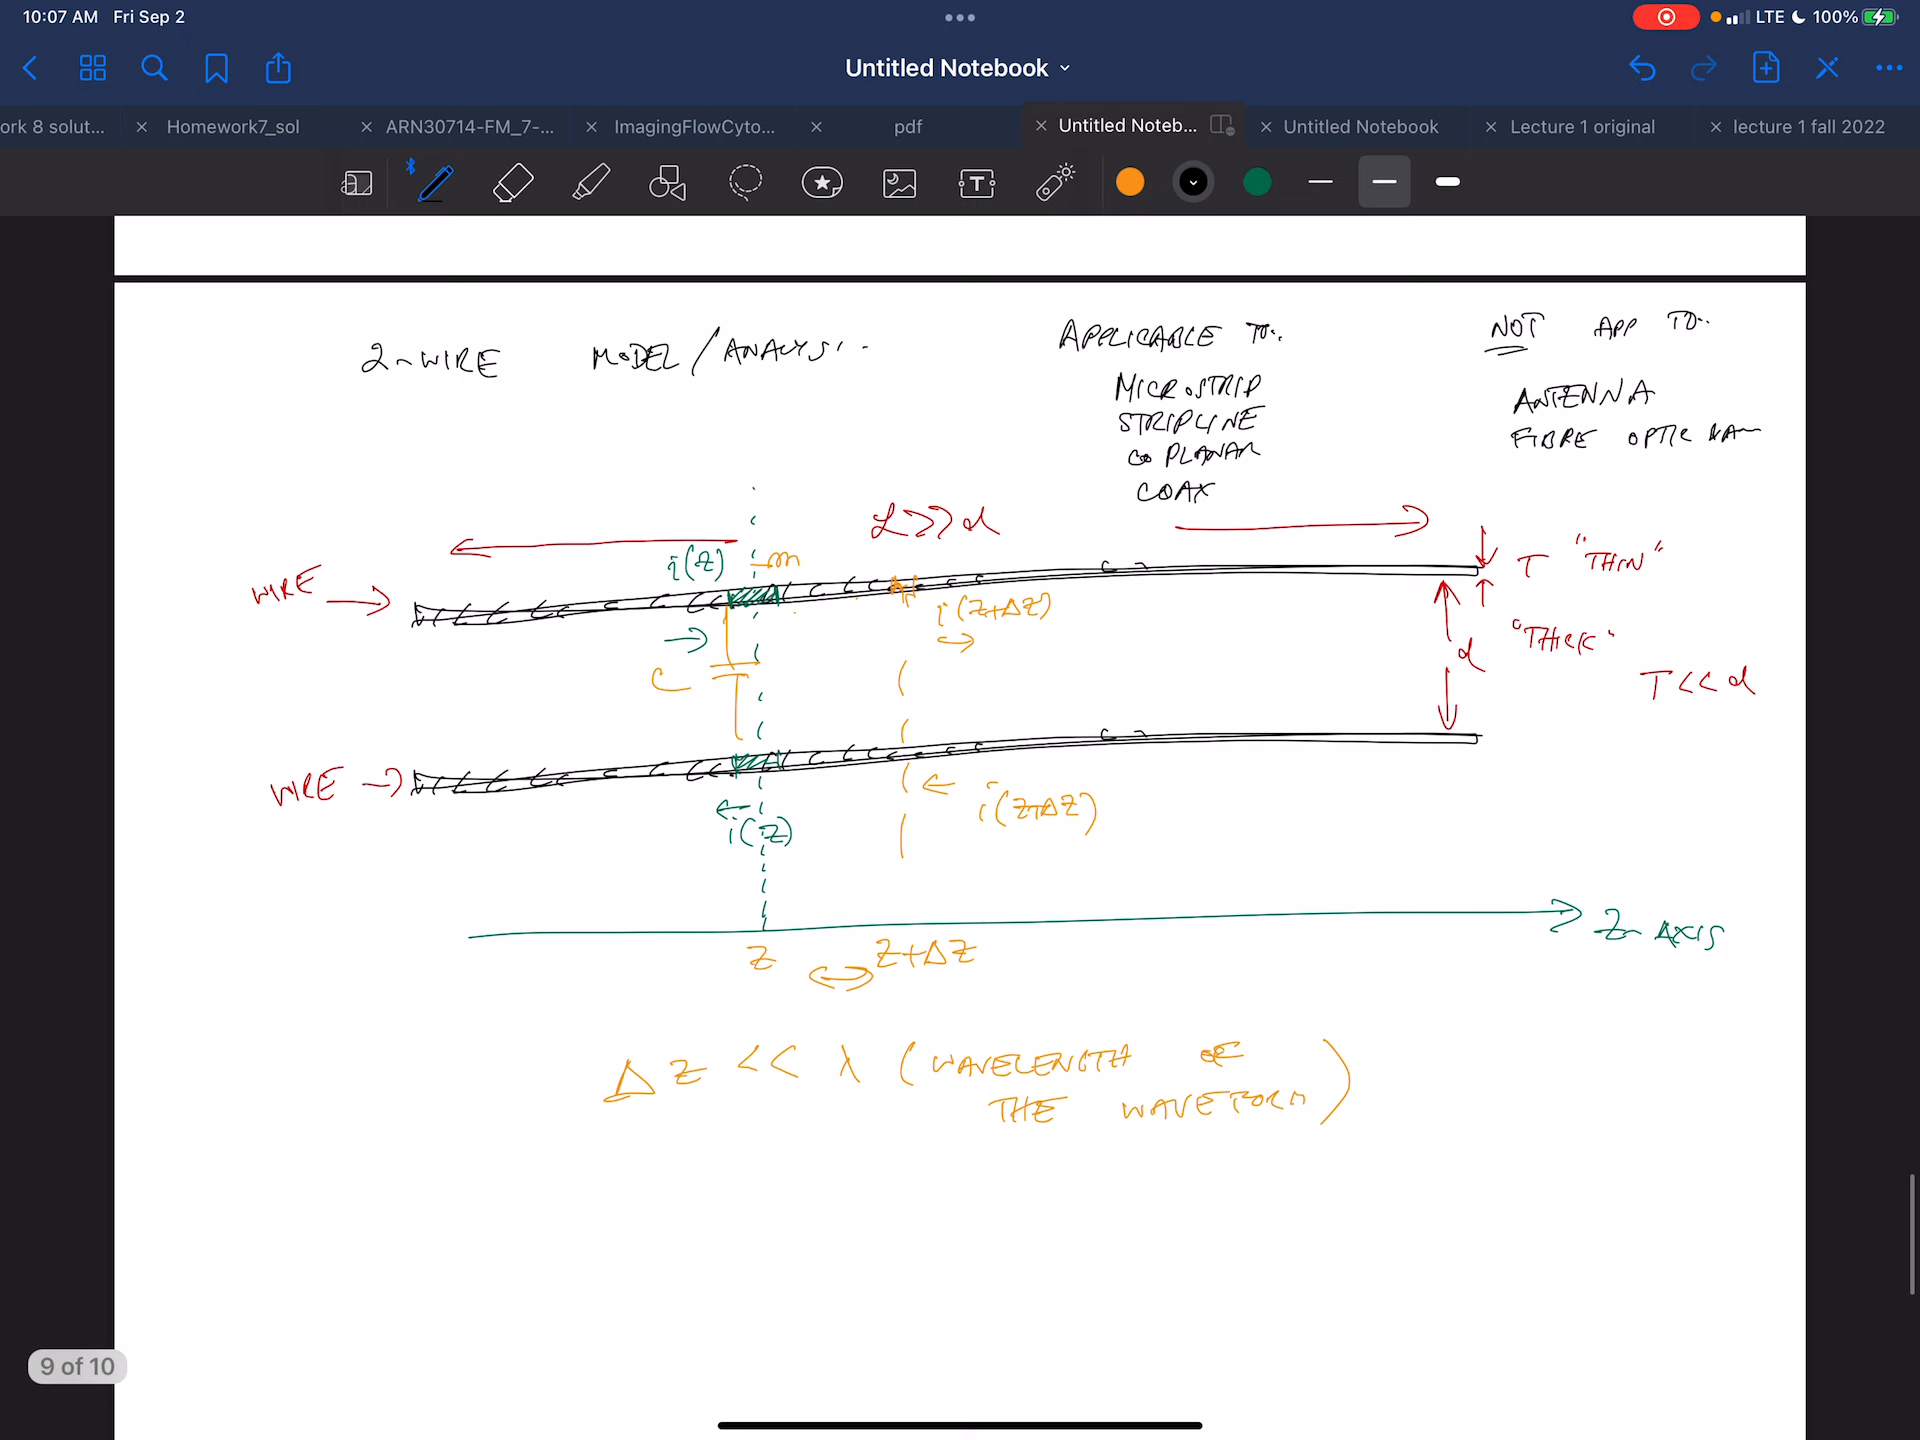 10:07 AM Fri Sep 2
LTE 100%
Untitled Notebook
ork 8 solut...
Homework7_sol
ARN30714-FM_7-...
ImagingFlowCyto...
pdf
Untitled Noteb...
Untitled Notebook
Lecture 1 original
lecture 1 fall 2022
2-WIRE MODEL/ANALYSI
APPLICABLE TO:
MICROSTRIP
STRIPLINE
CO PLANAR
COAX
NOT APP TO..
ANTENNA
FIBRE OPTIC
L>>d
i(z)
m
WIRE →
T "THIN"
i(z+Δz)
"THICK"
d
T<<d
C
WIRE →
← i(z+Δz)
i(z)
Z-AXIS
z ↔ z+Δz
Δz << λ (WAVELENGTH OF
THE WAVEFORM)
9 of 10